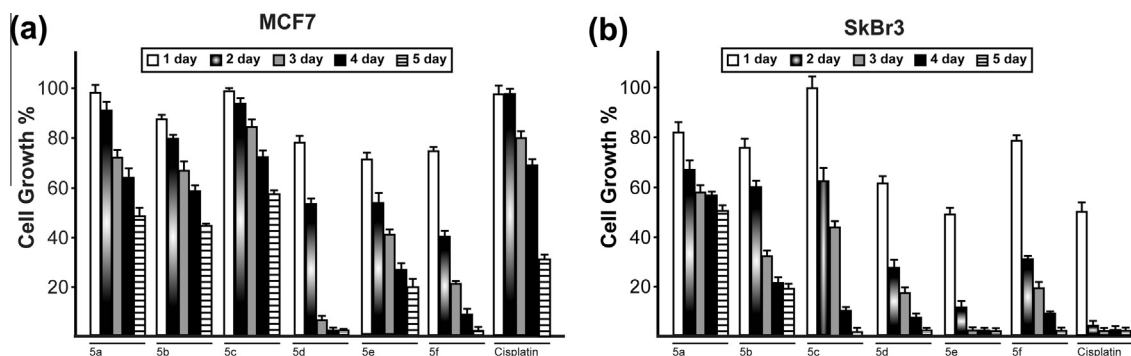 (a)
MCF7
1 day 2 day 3 day 4 day 5 day
Cell Growth %
100
80
60
40
20
5a 5b 5c 5d 5e 5f Cisplatin
(b)
SkBr3
1 day 2 day 3 day 4 day 5 day
Cell Growth %
100
80
60
40
20
5a 5b 5c 5d 5e 5f Cisplatin